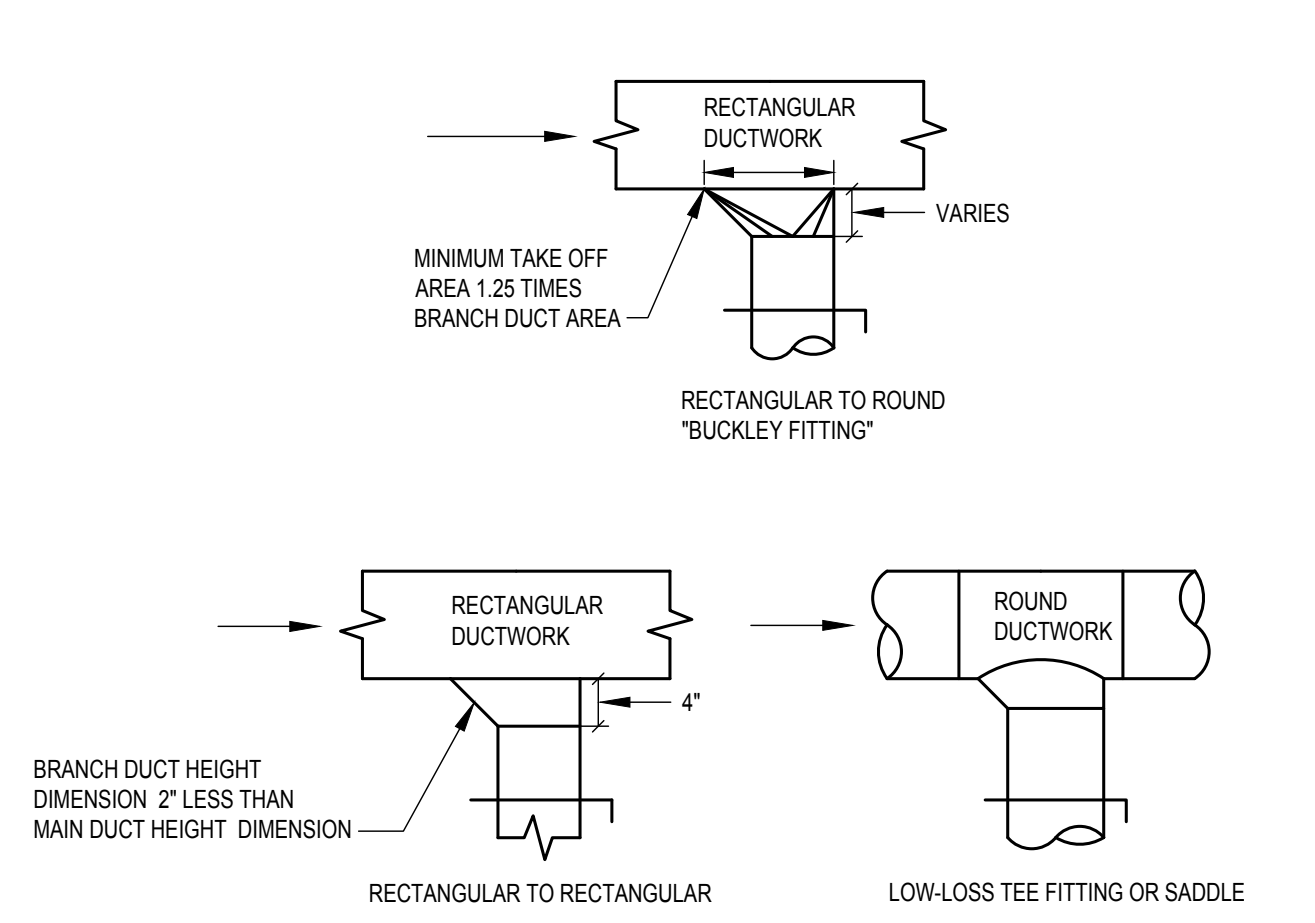 RECTANGULAR
DUCTWORK
VARIES
MINIMUM TAKE OFF
AREA 1.25 TIMES
BRANCH DUCT AREA
RECTANGULAR TO ROUND
"BUCKLEY FITTING"
RECTANGULAR
DUCTWORK
4"
BRANCH DUCT HEIGHT
DIMENSION 2" LESS THAN
MAIN DUCT HEIGHT DIMENSION
RECTANGULAR TO RECTANGULAR
ROUND
DUCTWORK
LOW-LOSS TEE FITTING OR SADDLE